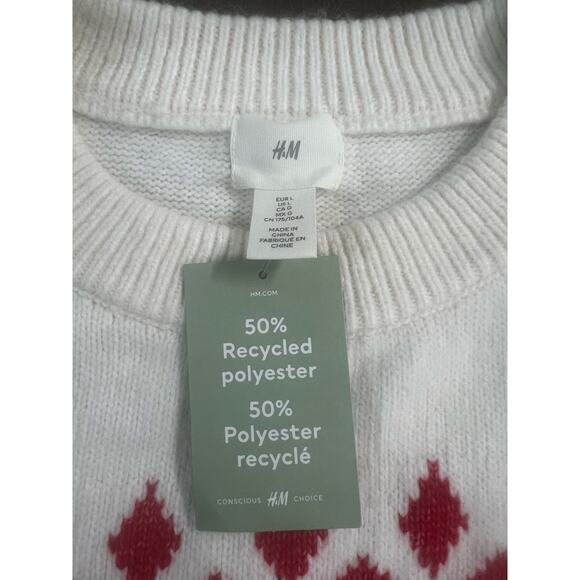 H&M
EUR L
US L
CA G
MX G
CN 175/104A
MADE IN
CHINA
FABRIQUÉ EN
CHINE
HM.COM
50%
Recycled
polyester
50%
Polyester
recyclé
CONSCIOUS H&M CHOICE